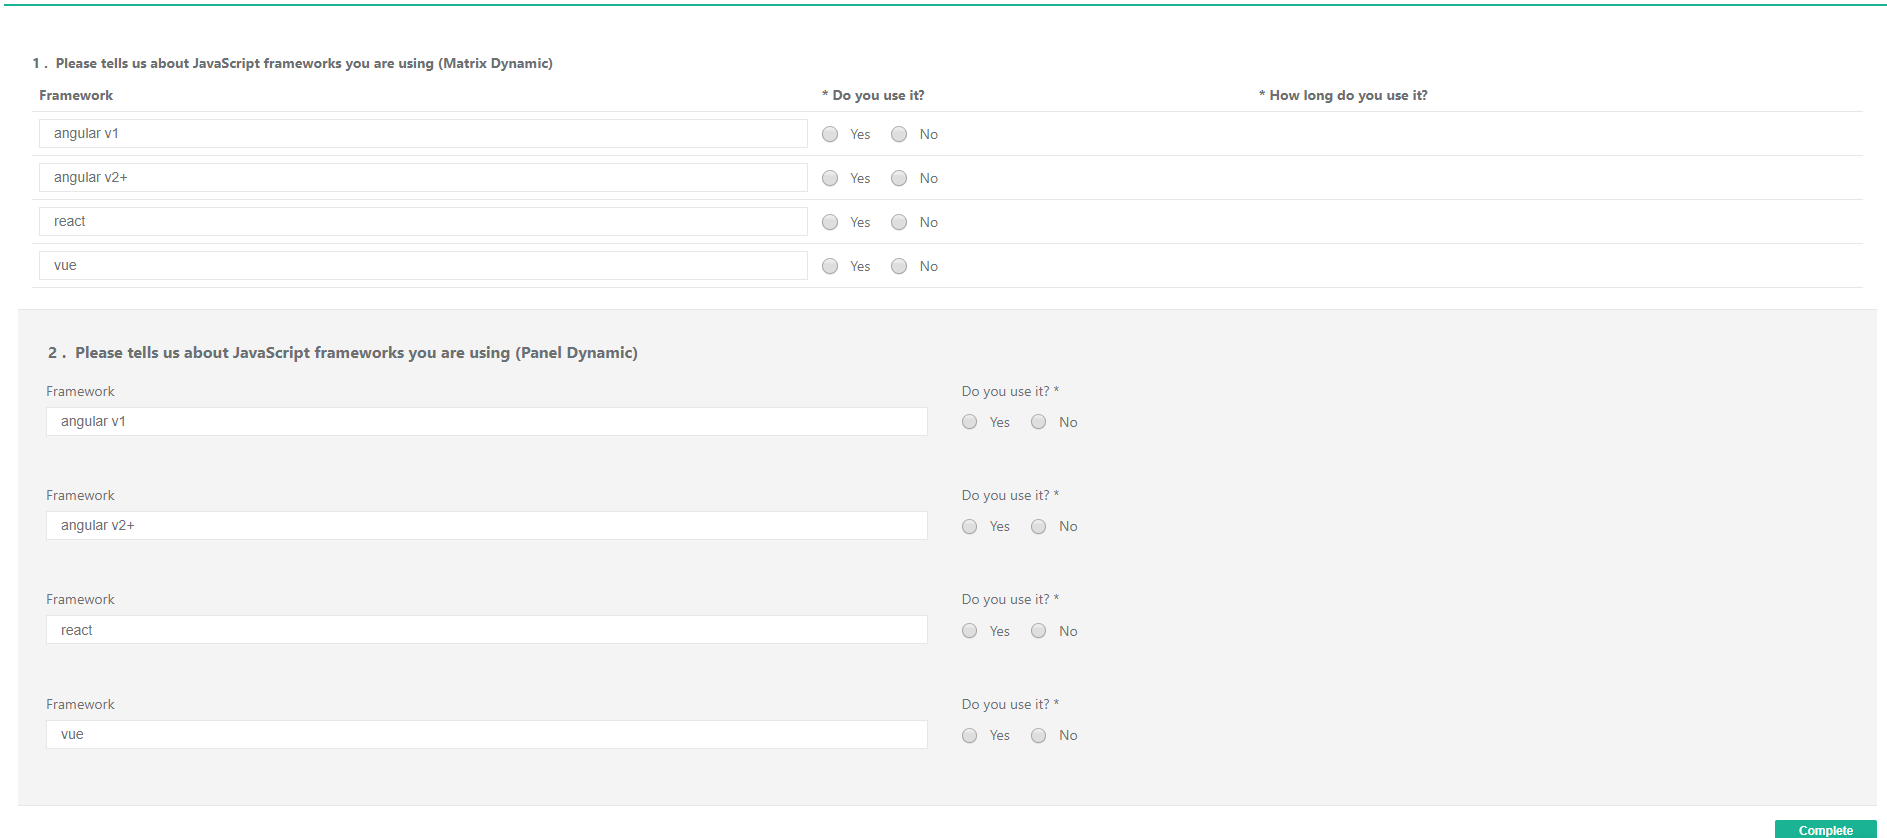 1 . Please tells us about JavaScript frameworks you are using (Matrix Dynamic)
Framework * Do you use it? * How long do you use it?
angular v1 Yes No
angular v2+ Yes No
react Yes No
vue Yes No
2 . Please tells us about JavaScript frameworks you are using (Panel Dynamic)
Framework Do you use it? *
angular v1 Yes No
Framework Do you use it? *
angular v2+ Yes No
Framework Do you use it? *
react Yes No
Framework Do you use it? *
vue Yes No
Complete